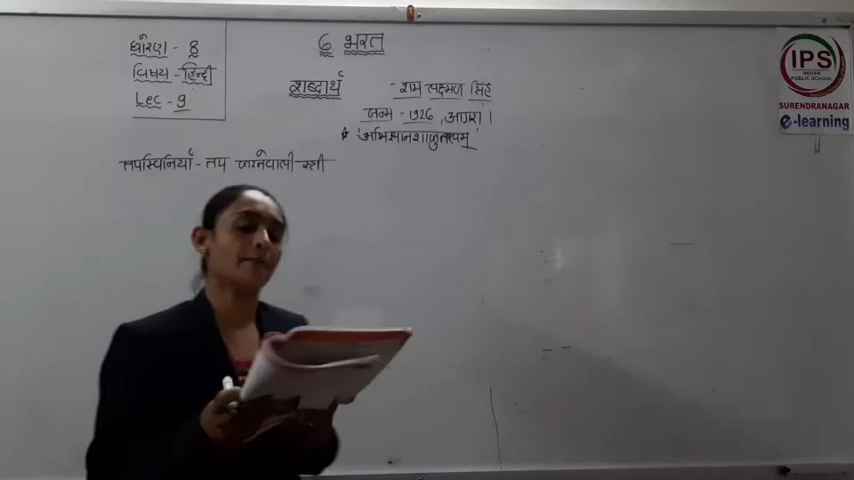 धोरण - 8
विषय - हिन्दी
Lec - 9
6 भरत
शब्दार्थ
- राम लक्ष्मण सिंह
जन्म - 1926, आगरा।
* 'अभिज्ञानशाकुन्तलम्'
तपस्विनियाँ - तप करनेवाली स्त्री
IPS
INDIAN
PUBLIC SCHOOL
SURENDRANAGAR
e-learning